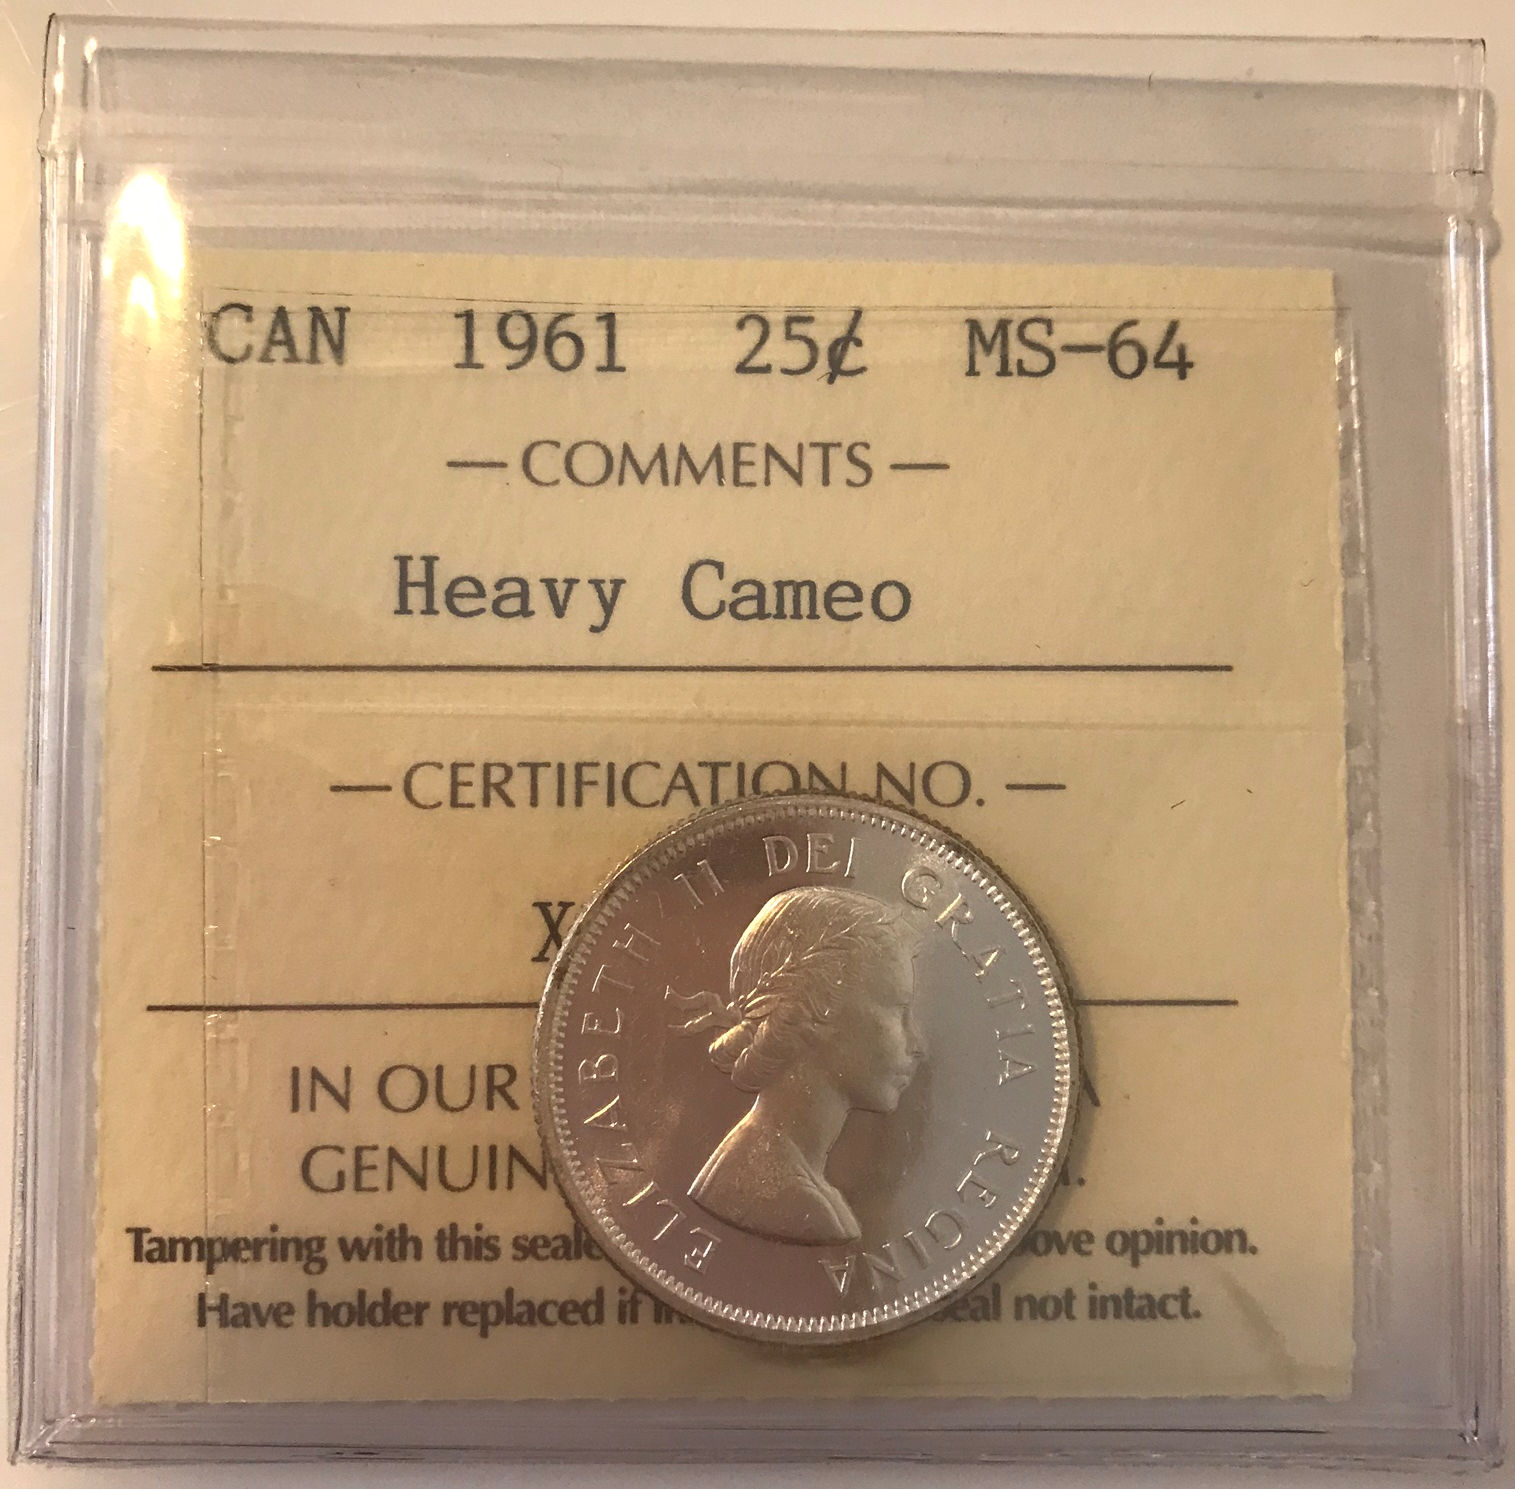 CAN 1961 25¢ MS-64
— COMMENTS —
Heavy Cameo
— CERTIFICATION NO. —
X
IN OUR
GENUIN
Tampering with this seale ove opinion.
Have holder replaced if eal not intact.
ELIZABETH II DEI GRATIA REGINA